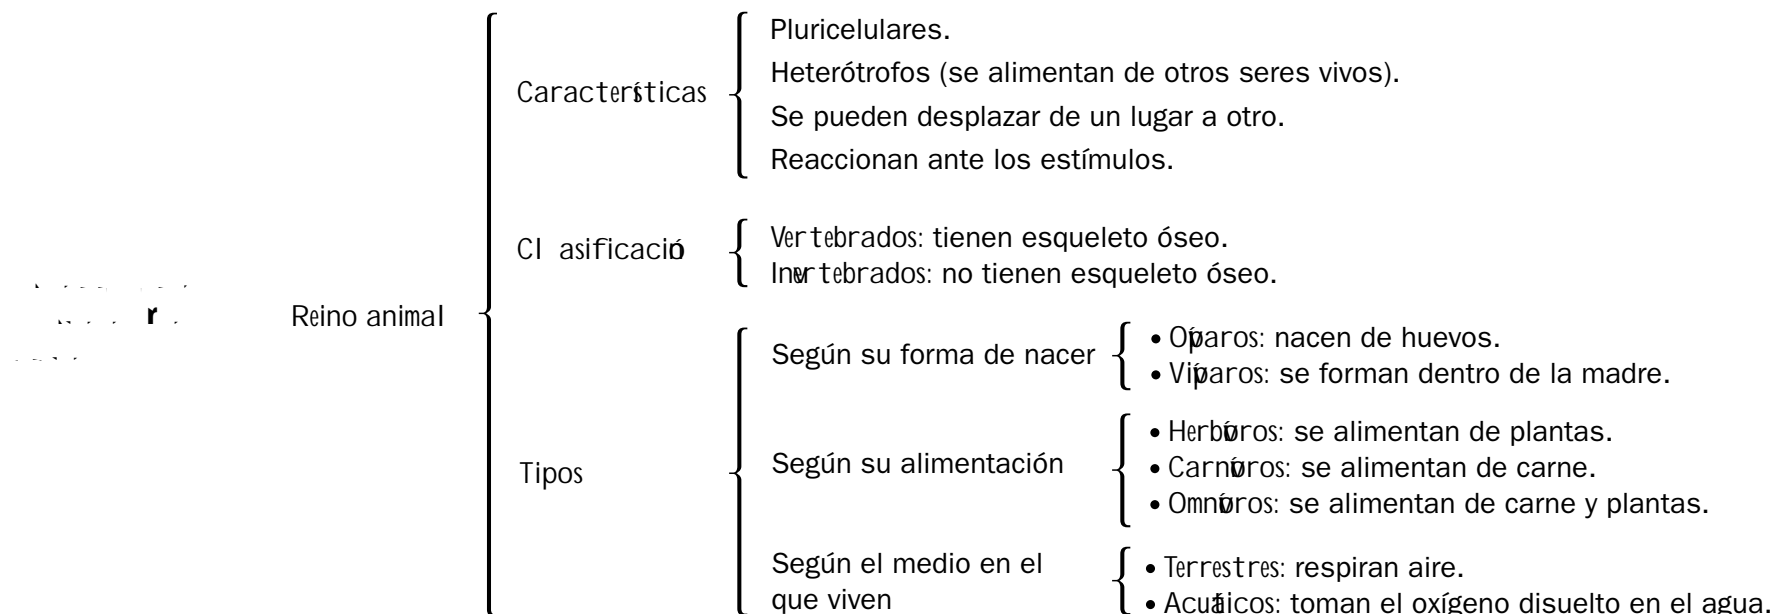 Pluricelulares.
Heterótrofos (se alimentan de otros seres vivos).
Características
Se pueden desplazar de un lugar a otro.
Reaccionan ante los estímulos.
Vertebrados: tienen esqueleto óseo.
Clasificación
Invertebrados: no tienen esqueleto óseo.
Reino animal
Según su forma de nacer
• Ovíparos: nacen de huevos.
• Vivíparos: se forman dentro de la madre.
Tipos
Según su alimentación
• Herbívoros: se alimentan de plantas.
• Carnívoros: se alimentan de carne.
• Omnívoros: se alimentan de carne y plantas.
Según el medio en el
que viven
• Terrestres: respiran aire.
• Acuáticos: toman el oxígeno disuelto en el agua.